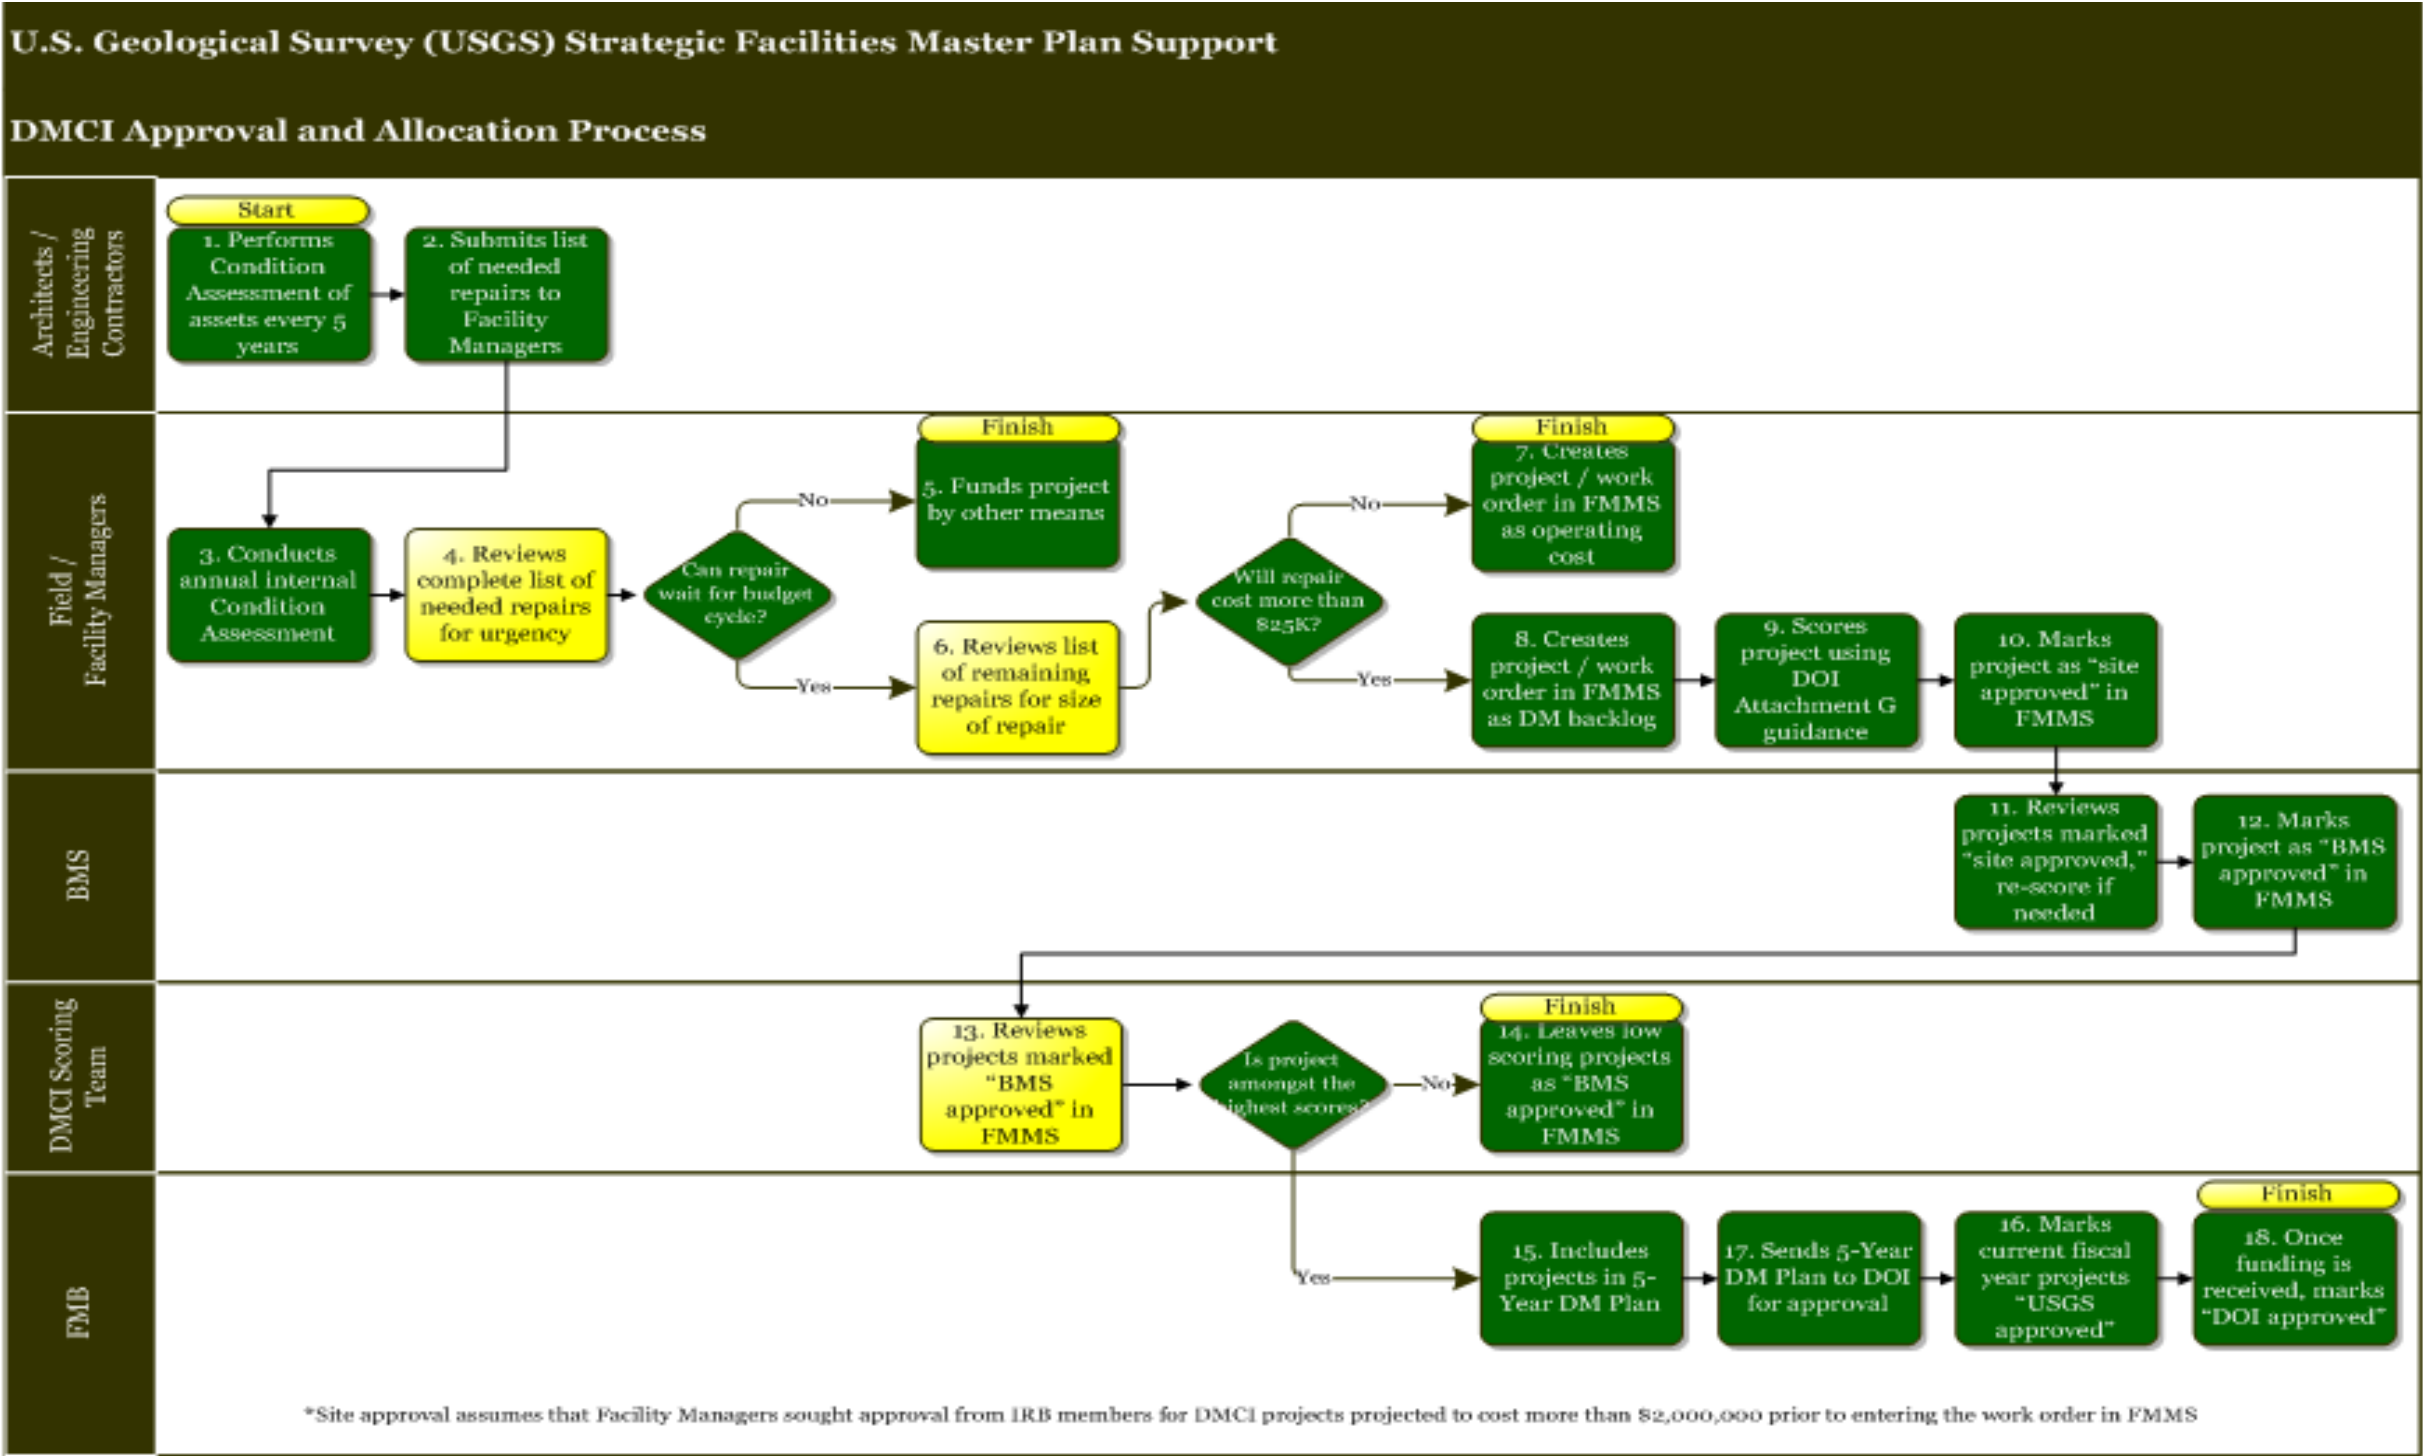 U.S. Geological Survey (USGS) Strategic Facilities Master Plan Support
DMCI Approval and Allocation Process
Architects /
Engineering
Contractors
Start
1. Performs
Condition
Assessment of
assets every 5
years
2. Submits list
of needed
repairs to
Facility
Managers
Field /
Facility Managers
3. Conducts
annual internal
Condition
Assessment
4. Reviews
complete list of
needed repairs
for urgency
Can repair
wait for budget
cycle?
No
Yes
Finish
5. Funds project
by other means
6. Reviews list
of remaining
repairs for size
of repair
Will repair
cost more than
$25K?
No
Yes
Finish
7. Creates
project / work
order in FMMS
as operating
cost
8. Creates
project / work
order in FMMS
as DM backlog
9. Scores
project using
DOI
Attachment G
guidance
10. Marks
project as “site
approved” in
FMMS
BMS
11. Reviews
projects marked
“site approved,”
re-score if
needed
12. Marks
project as “BMS
approved” in
FMMS
DMCI Scoring
Team
13. Reviews
projects marked
“BMS
approved” in
FMMS
Is project
amongst the
highest scores?
No
Yes
Finish
14. Leaves low
scoring projects
as “BMS
approved” in
FMMS
FMB
15. Includes
projects in 5-
Year DM Plan
17. Sends 5-Year
DM Plan to DOI
for approval
16. Marks
current fiscal
year projects
“USGS
approved”
Finish
18. Once
funding is
received, marks
“DOI approved”
*Site approval assumes that Facility Managers sought approval from IRB members for DMCI projects projected to cost more than $2,000,000 prior to entering the work order in FMMS